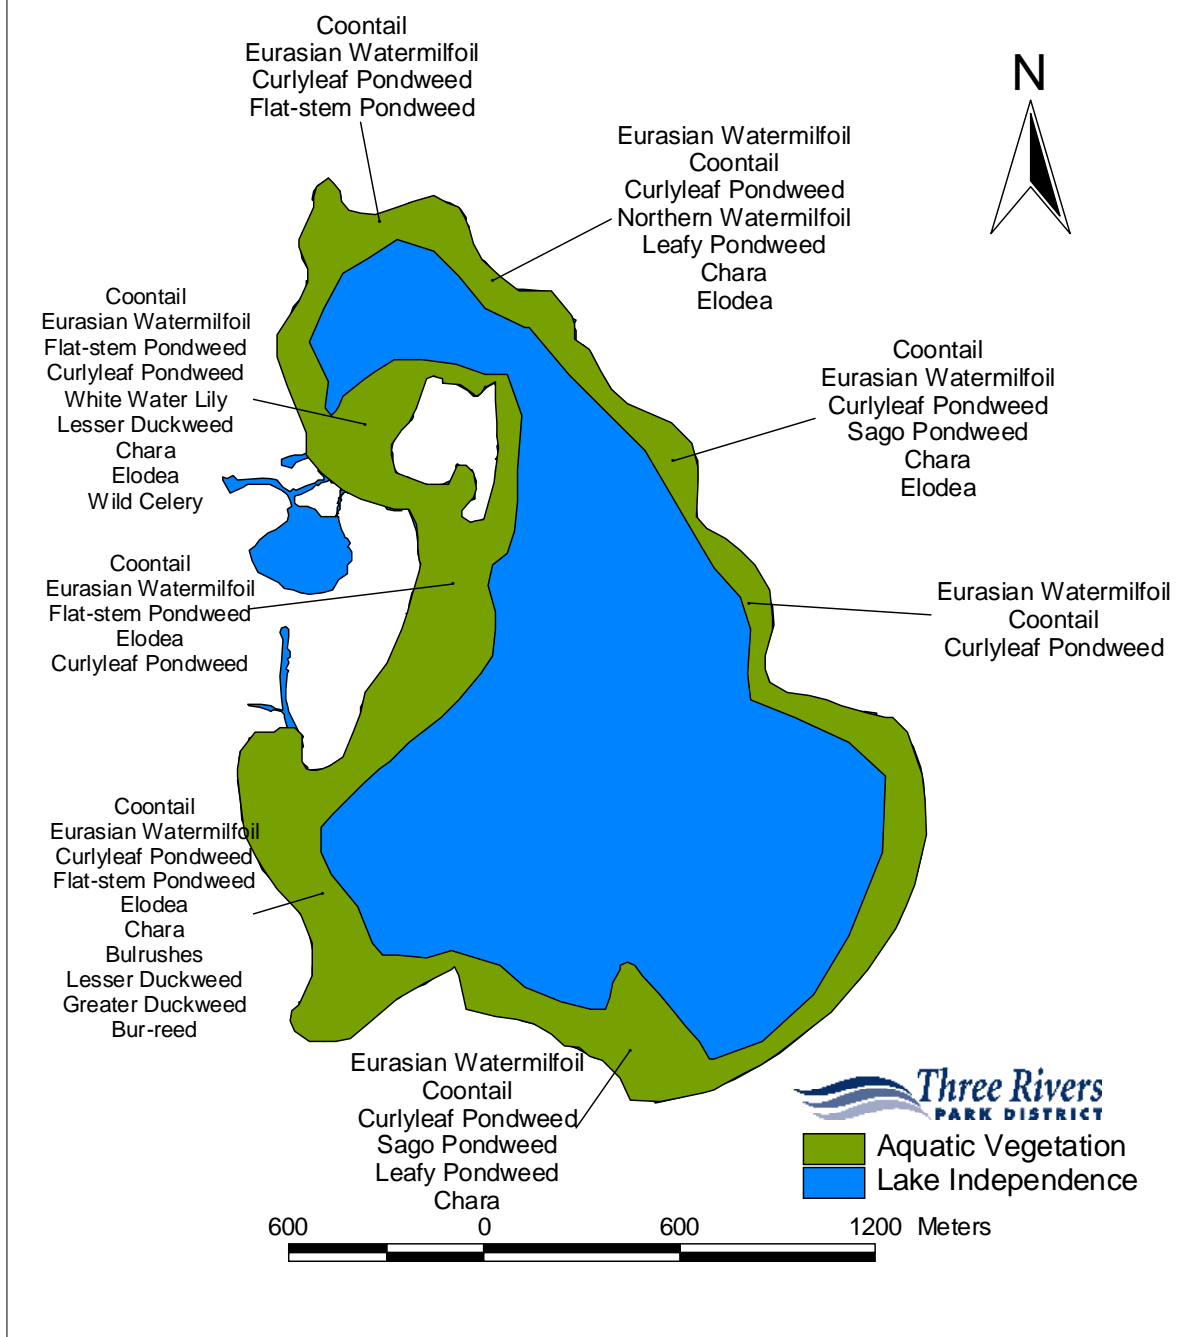 Coontail
Eurasian Watermilfoil
Curlyleaf Pondweed
Flat-stem Pondweed
N
Eurasian Watermilfoil
Coontail
Curlyleaf Pondweed
Northern Watermilfoil
Leafy Pondweed
Chara
Elodea
Coontail
Eurasian Watermilfoil
Flat-stem Pondweed
Curlyleaf Pondweed
White Water Lily
Lesser Duckweed
Chara
Elodea
Wild Celery
Coontail
Eurasian Watermilfoil
Curlyleaf Pondweed
Sago Pondweed
Chara
Elodea
Coontail
Eurasian Watermilfoil
Flat-stem Pondweed
Elodea
Curlyleaf Pondweed
Eurasian Watermilfoil
Coontail
Curlyleaf Pondweed
Coontail
Eurasian Watermilfoil
Curlyleaf Pondweed
Flat-stem Pondweed
Elodea
Chara
Bulrushes
Lesser Duckweed
Greater Duckweed
Bur-reed
Eurasian Watermilfoil
Coontail
Curlyleaf Pondweed
Sago Pondweed
Leafy Pondweed
Chara
Three Rivers
PARK DISTRICT
Aquatic Vegetation
Lake Independence
600 0 600 1200 Meters